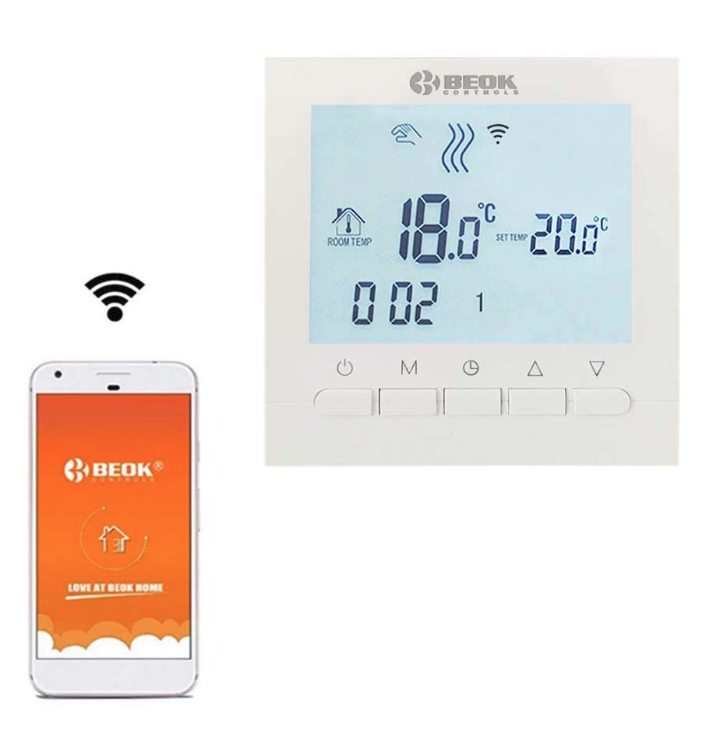 BEOK
CONTROLS
18.0°C
ROOM TEMP
SET TEMP 20.0°C
0 02 1
M
BEOK®
CONTROLS
LOVE AT BEOK HOME